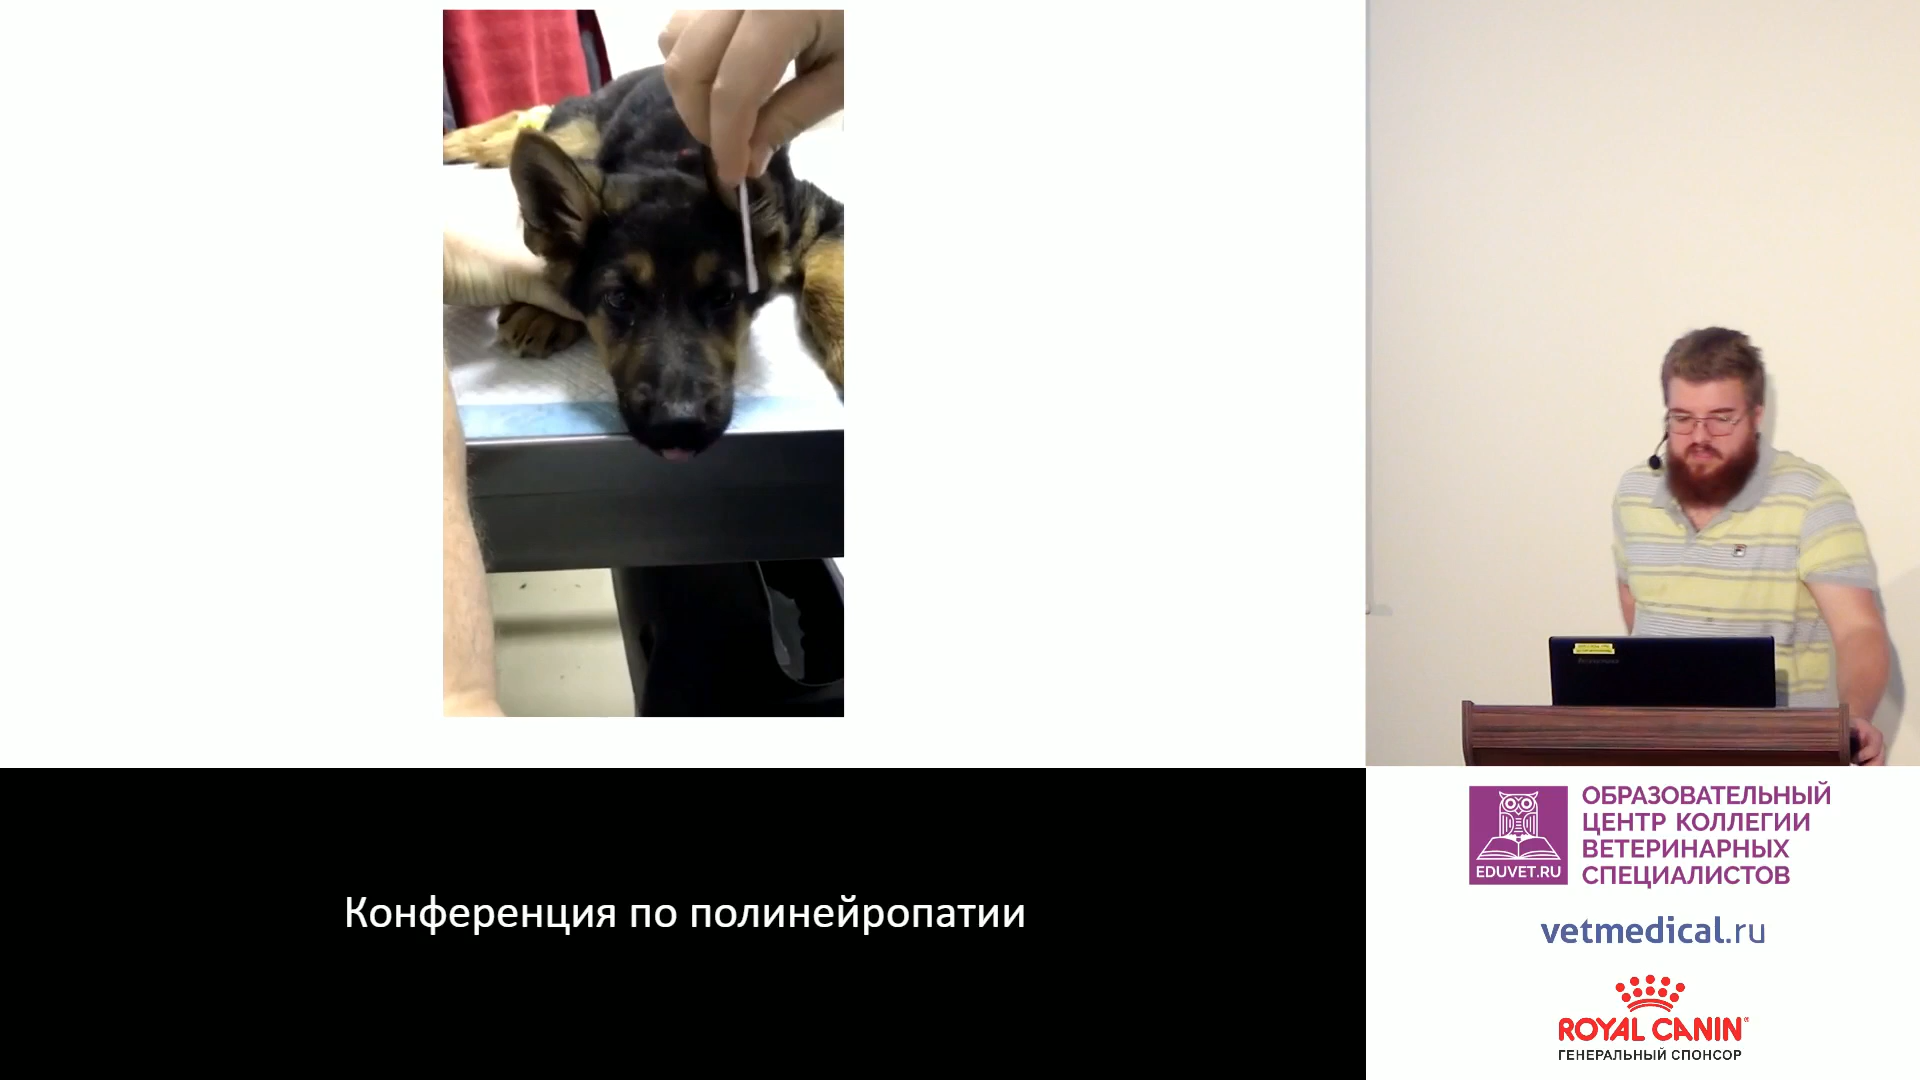 Конференция по полинейропатии
EDUVET.RU
ОБРАЗОВАТЕЛЬНЫЙ
ЦЕНТР КОЛЛЕГИИ
ВЕТЕРИНАРНЫХ
СПЕЦИАЛИСТОВ
vetmedical.ru
ROYAL CANIN®
ГЕНЕРАЛЬНЫЙ СПОНСОР